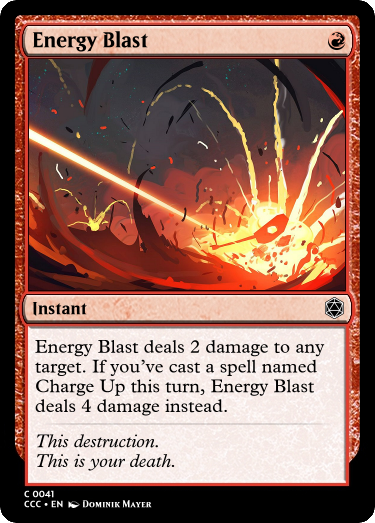 Energy Blast
Instant
Energy Blast deals 2 damage to any
target. If you've cast a spell named
Charge Up this turn, Energy Blast
deals 4 damage instead.
This destruction.
This is your death.
C 0041
CCC • EN Dominik Mayer